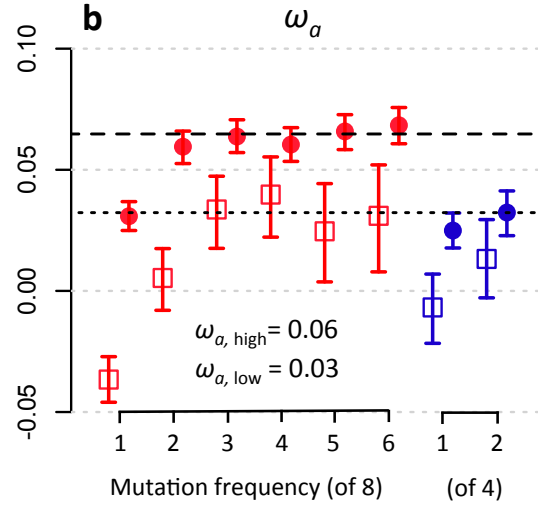 b
ωa
0.10
0.05
0.00
-0.05
ωa, high= 0.06
ωa, low = 0.03
1 2 3 4 5 6 1 2
Mutation frequency (of 8) (of 4)